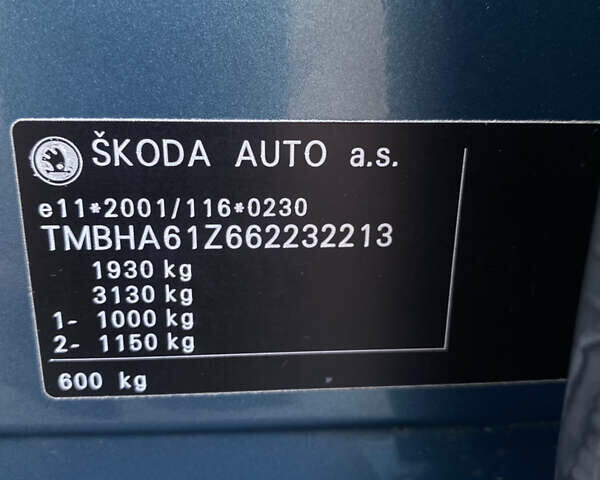 ŠKODA AUTO a.s.
e11*2001/116*0230
TMBHA61Z662232213
1930 kg
3130 kg
1- 1000 kg
2- 1150 kg
600 kg